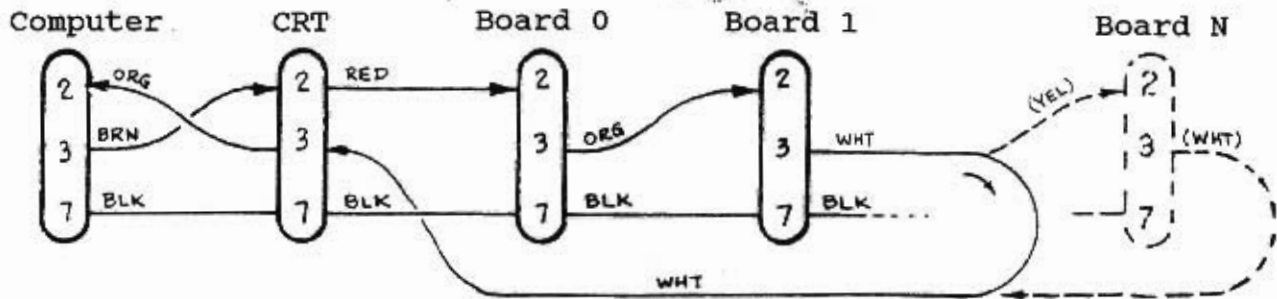 Computer CRT Board 0 Board 1 Board N
2 ORG 2 RED 2 2 (YEL) 2
3 BRN 3 3 ORG 3 WHT 3 (WHT)
7 BLK 7 BLK 7 BLK 7 BLK 7
WHT